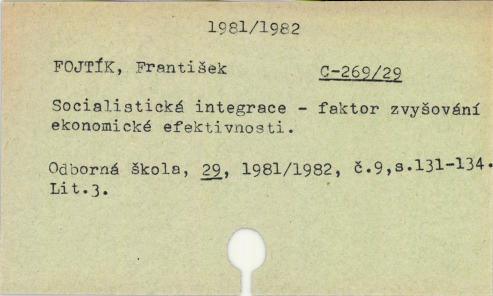 1981/1982
FOJTÍK, František C-269/29
Socialistická integrace - faktor zvyšování
ekonomické efektivnosti.
Odborná škola, 29, 1981/1982, č.9,s.131-134.
Lit.3.